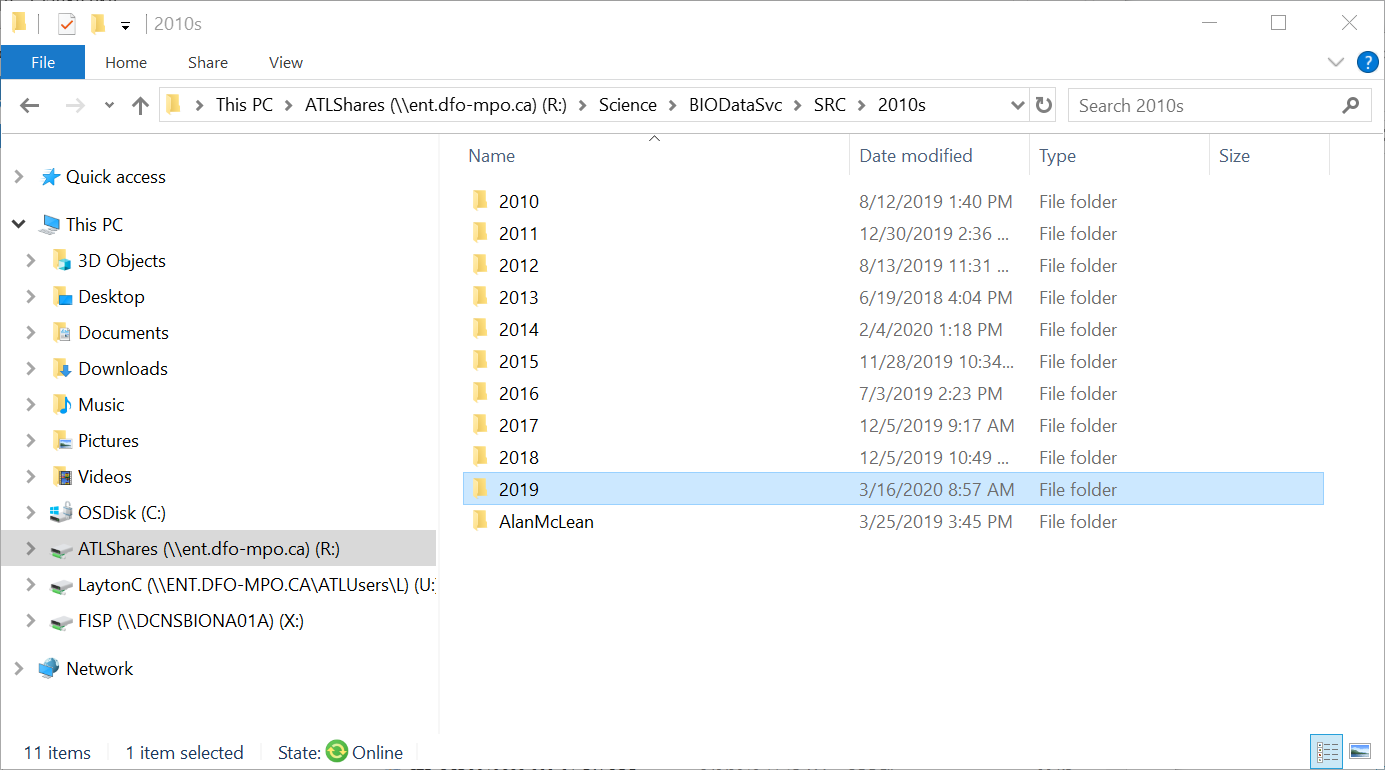 2010s
File Home Share View
This PC ATLShares (\\ent.dfo-mpo.ca) (R:) Science BIODataSvc SRC 2010s Search 2010s
Name Date modified Type Size
Quick access
This PC
3D Objects
Desktop
Documents
Downloads
Music
Pictures
Videos
OSDisk (C:)
ATLShares (\\ent.dfo-mpo.ca) (R:)
LaytonC (\\ENT.DFO-MPO.CA\ATLUsers\L) (U:
FISP (\\DCNSBIONA01A) (X:)
Network
2010 8/12/2019 1:40 PM File folder
2011 12/30/2019 2:36 ... File folder
2012 8/13/2019 11:31 ... File folder
2013 6/19/2018 4:04 PM File folder
2014 2/4/2020 1:18 PM File folder
2015 11/28/2019 10:34... File folder
2016 7/3/2019 2:23 PM File folder
2017 12/5/2019 9:17 AM File folder
2018 12/5/2019 10:49 ... File folder
2019 3/16/2020 8:57 AM File folder
AlanMcLean 3/25/2019 3:45 PM File folder
11 items 1 item selected State: Online